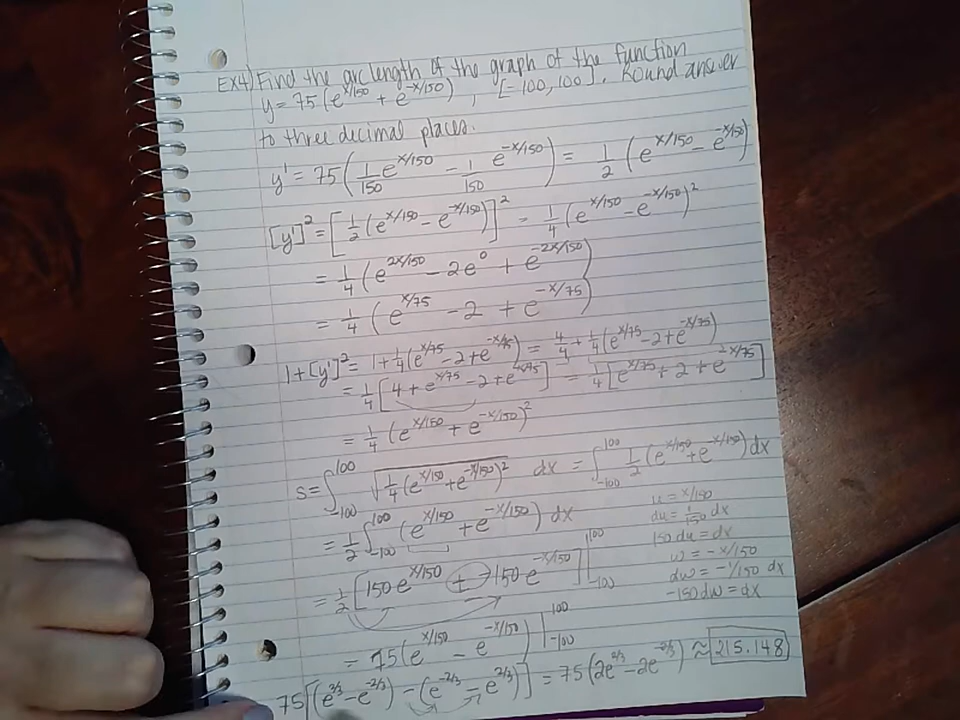 EX4) Find the arc length of the graph of the function
y = 75(e^{x/150} + e^{-x/150}), [-100, 100]. Round answer
to three decimal places.
y' = 75(1/150 e^{x/150} - 1/150 e^{-x/150}) = 1/2 (e^{x/150} - e^{-x/150})
[y']^2 = [1/2 (e^{x/150} - e^{-x/150})]^2 = 1/4 (e^{x/150} - e^{-x/150})^2
= 1/4 (e^{2x/150} - 2e^0 + e^{-2x/150})
= 1/4 (e^{x/75} - 2 + e^{-x/75})
1 + [y']^2 = 1 + 1/4 (e^{x/75} - 2 + e^{-x/75}) = 4/4 + 1/4 (e^{x/75} - 2 + e^{-x/75})
= 1/4 [4 + e^{x/75} - 2 + e^{-x/75}] = 1/4 [e^{x/75} + 2 + e^{-x/75}]
= 1/4 (e^{x/150} + e^{-x/150})^2
s = ∫_{-100}^{100} √(1/4 (e^{x/150} + e^{-x/150})^2) dx = ∫_{-100}^{100} 1/2 (e^{x/150} + e^{-x/150}) dx
= 1/2 ∫_{-100}^{100} (e^{x/150} + e^{-x/150}) dx
u = x/150
du = 1/150 dx
150 du = dx
w = -x/150
dw = -1/150 dx
-150 dw = dx
= 1/2 [150 e^{x/150} + -150 e^{-x/150}] |_{-100}^{100}
= 75(e^{x/150} - e^{-x/150}) |_{-100}^{100}
75[(e^{2/3} - e^{-2/3}) - (e^{-2/3} - e^{2/3})] = 75(2e^{2/3} - 2e^{-2/3}) ≈ 215.148